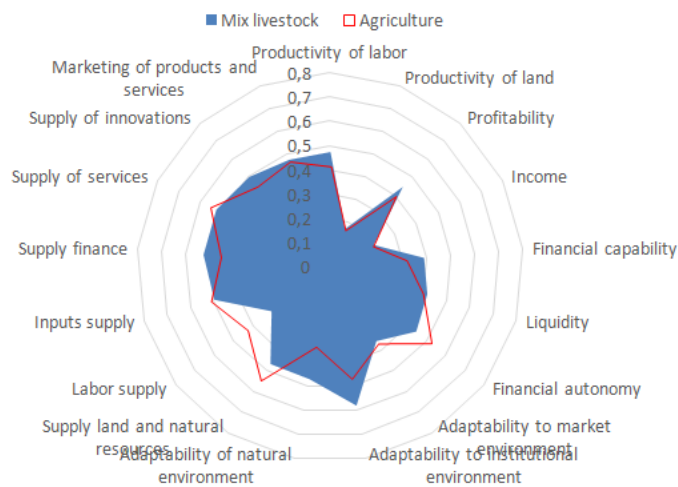 Mix livestock
Agriculture
Productivity of labor
Productivity of land
Profitability
Income
Financial capability
Liquidity
Financial autonomy
Adaptability to market
environment
Adaptability to institutional
environment
Adaptability of natural
environment
Supply land and natural
resources
Labor supply
Inputs supply
Supply finance
Supply of services
Supply of innovations
Marketing of products and
services
0,8
0,7
0,6
0,5
0,4
0,3
0,2
0,1
0